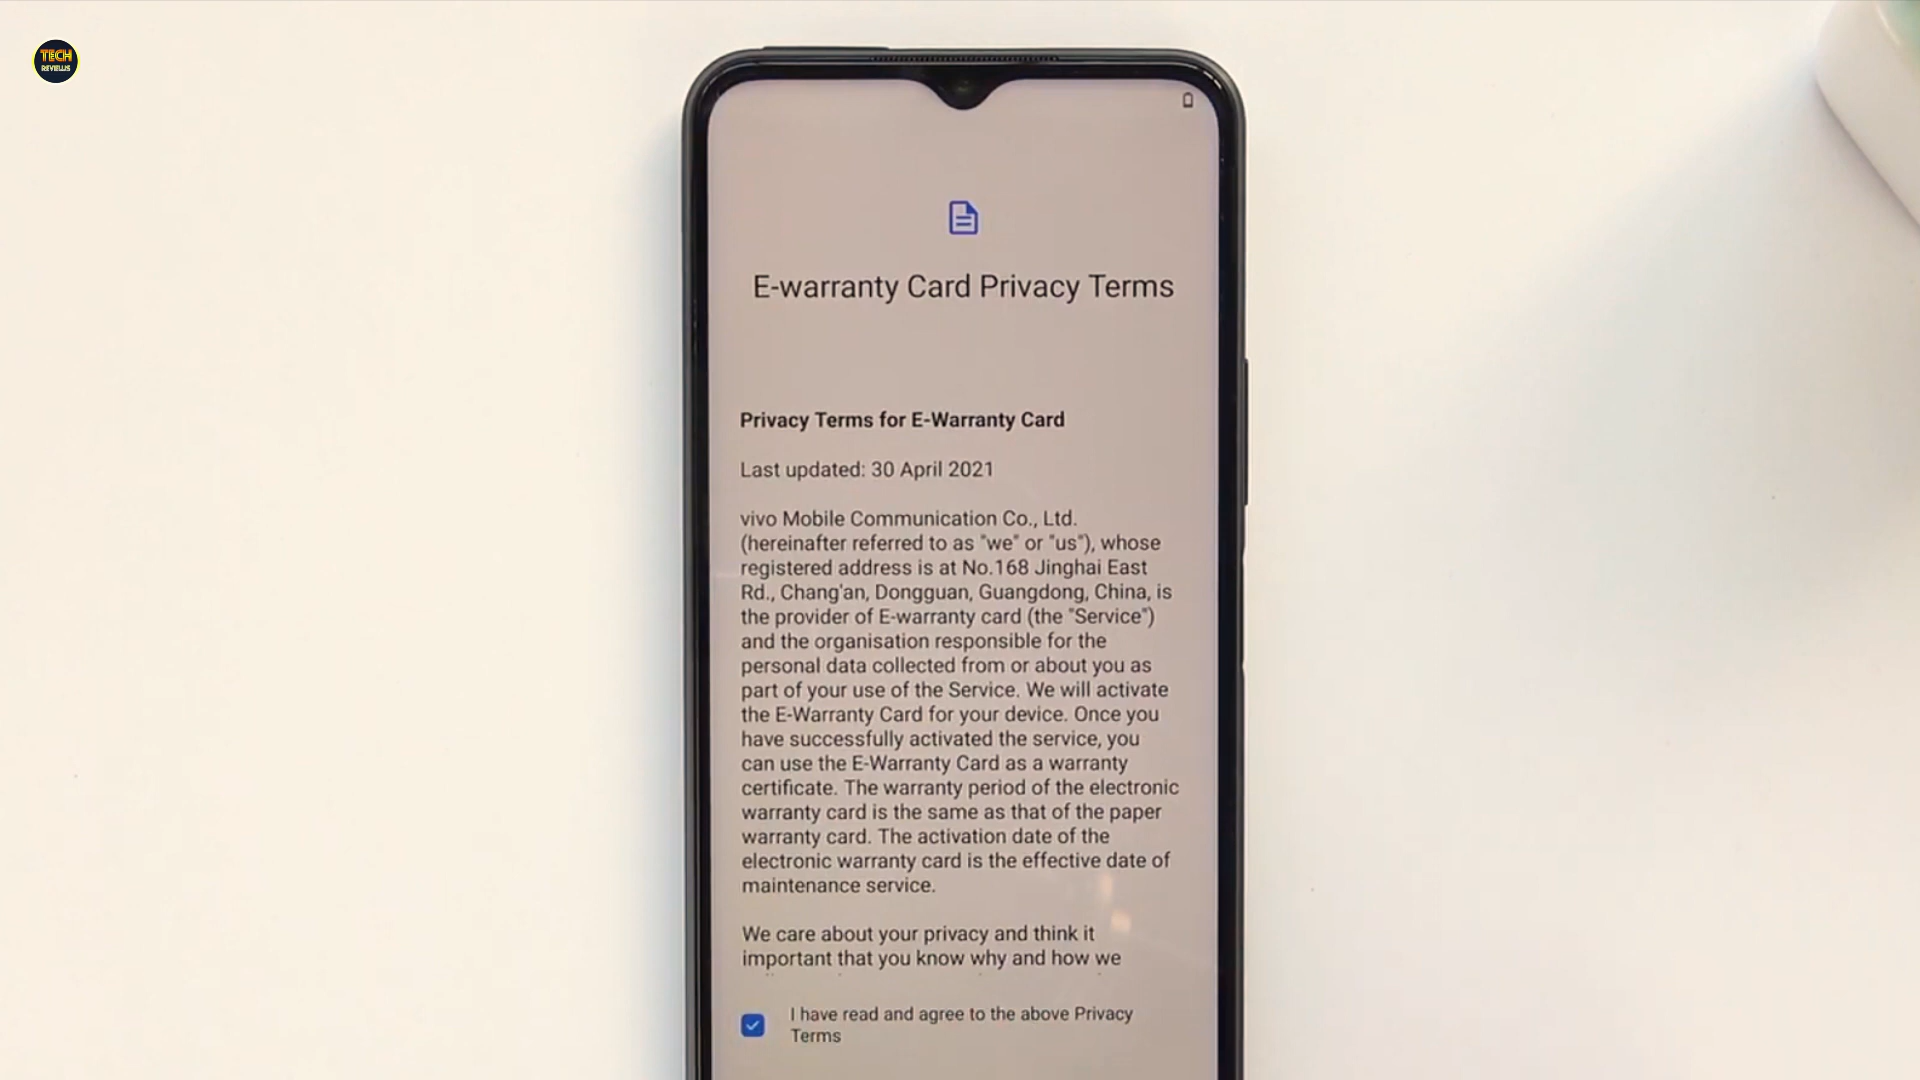 TECH
REVIEWS
E-warranty Card Privacy Terms
Privacy Terms for E-Warranty Card
Last updated: 30 April 2021
vivo Mobile Communication Co., Ltd.
(hereinafter referred to as "we" or "us"), whose
registered address is at No.168 Jinghai East
Rd., Chang'an, Dongguan, Guangdong, China, is
the provider of E-warranty card (the "Service")
and the organisation responsible for the
personal data collected from or about you as
part of your use of the Service. We will activate
the E-Warranty Card for your device. Once you
have successfully activated the service, you
can use the E-Warranty Card as a warranty
certificate. The warranty period of the electronic
warranty card is the same as that of the paper
warranty card. The activation date of the
electronic warranty card is the effective date of
maintenance service.
We care about your privacy and think it
important that you know why and how we
I have read and agree to the above Privacy
Terms